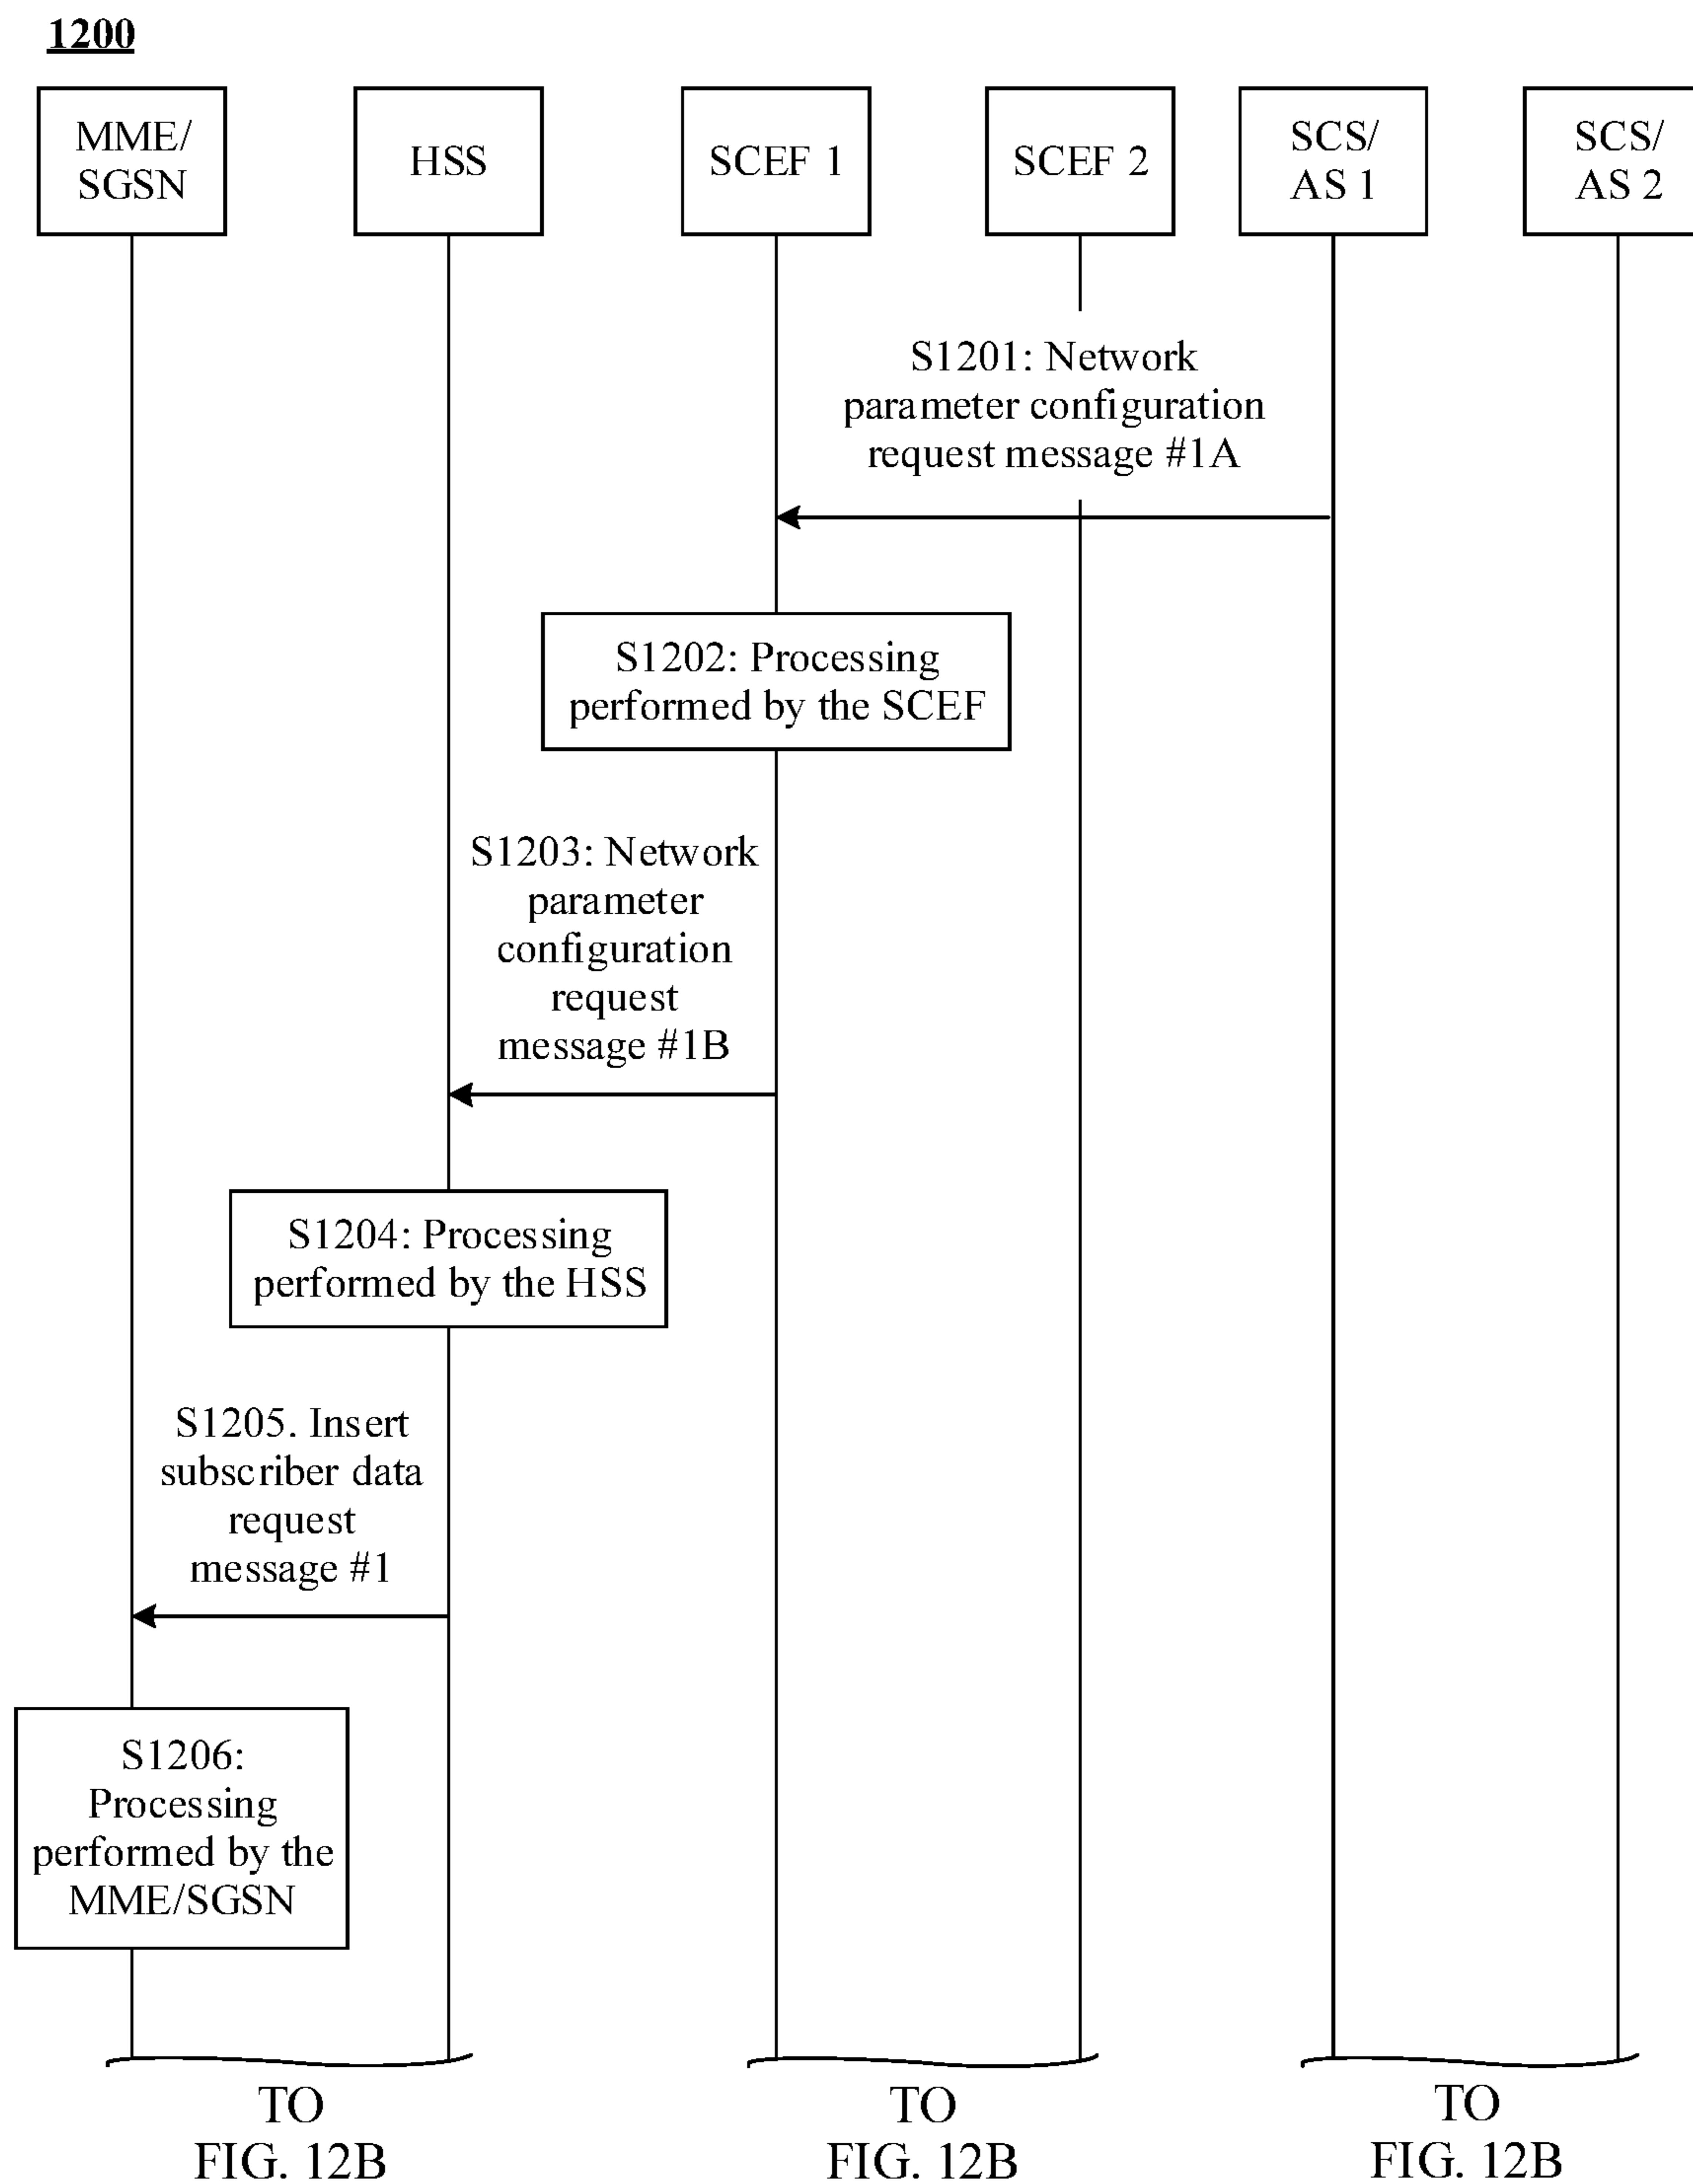 1200
MME/
SGSN
HSS
SCEF 1
SCEF 2
SCS/
AS 1
SCS/
AS 2
S1201: Network
parameter configuration
request message #1A
S1202: Processing
performed by the SCEF
S1203: Network
parameter
configuration
request
message #1B
S1204: Processing
performed by the HSS
S1205. Insert
subscriber data
request
message #1
S1206:
Processing
performed by the
MME/SGSN
TO
FIG. 12B
TO
FIG. 12B
TO
FIG. 12B